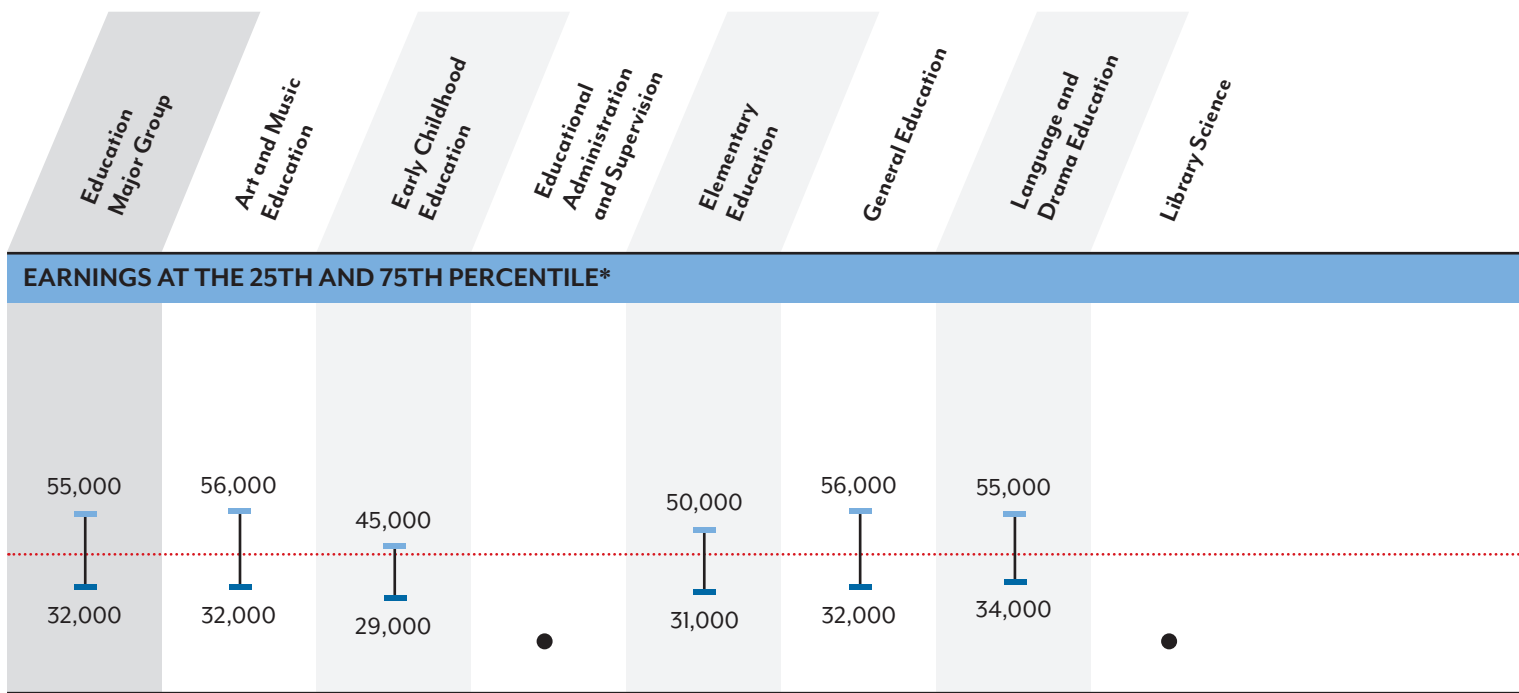 Education
Major Group
Art and Music
Education
Early Childhood
Education
Educational
Administration
and Supervision
Elementary
Education
General Education
Language and
Drama Education
Library Science
EARNINGS AT THE 25TH AND 75TH PERCENTILE*
55,000
32,000
56,000
32,000
45,000
29,000
50,000
31,000
56,000
32,000
55,000
34,000